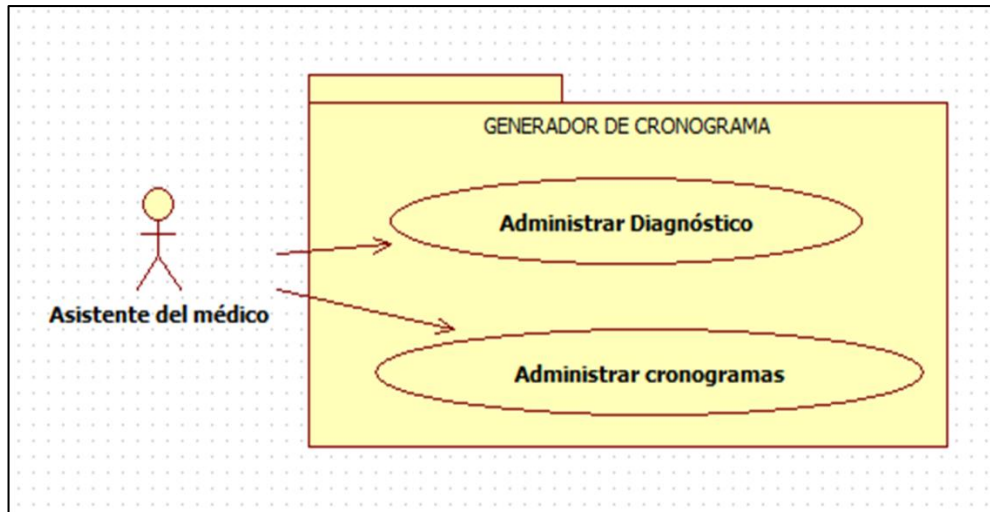 GENERADOR DE CRONOGRAMA
Administrar Diagnóstico
Asistente del médico
Administrar cronogramas